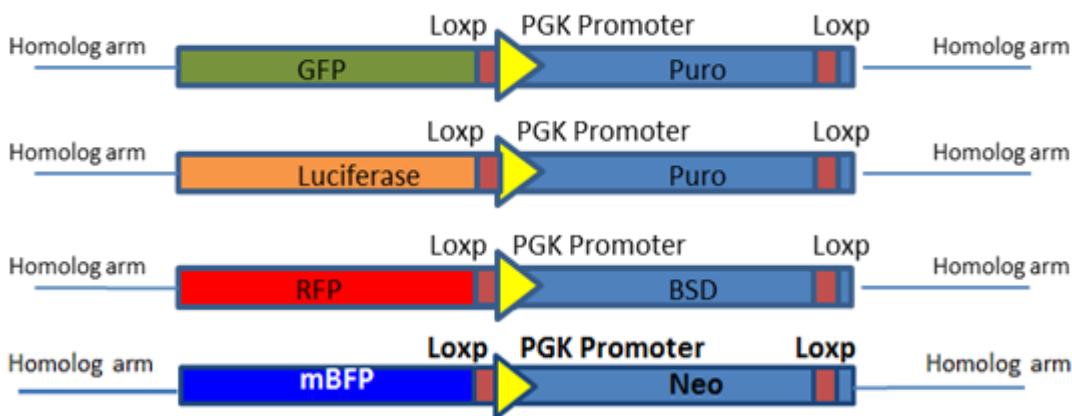 Loxp PGK Promoter Loxp
Homolog arm Homolog arm
GFP Puro
Loxp PGK Promoter Loxp
Homolog arm Homolog arm
Luciferase Puro
Loxp PGK Promoter Loxp
Homolog arm Homolog arm
RFP BSD
Loxp PGK Promoter Loxp
Homolog arm Homolog arm
mBFP Neo